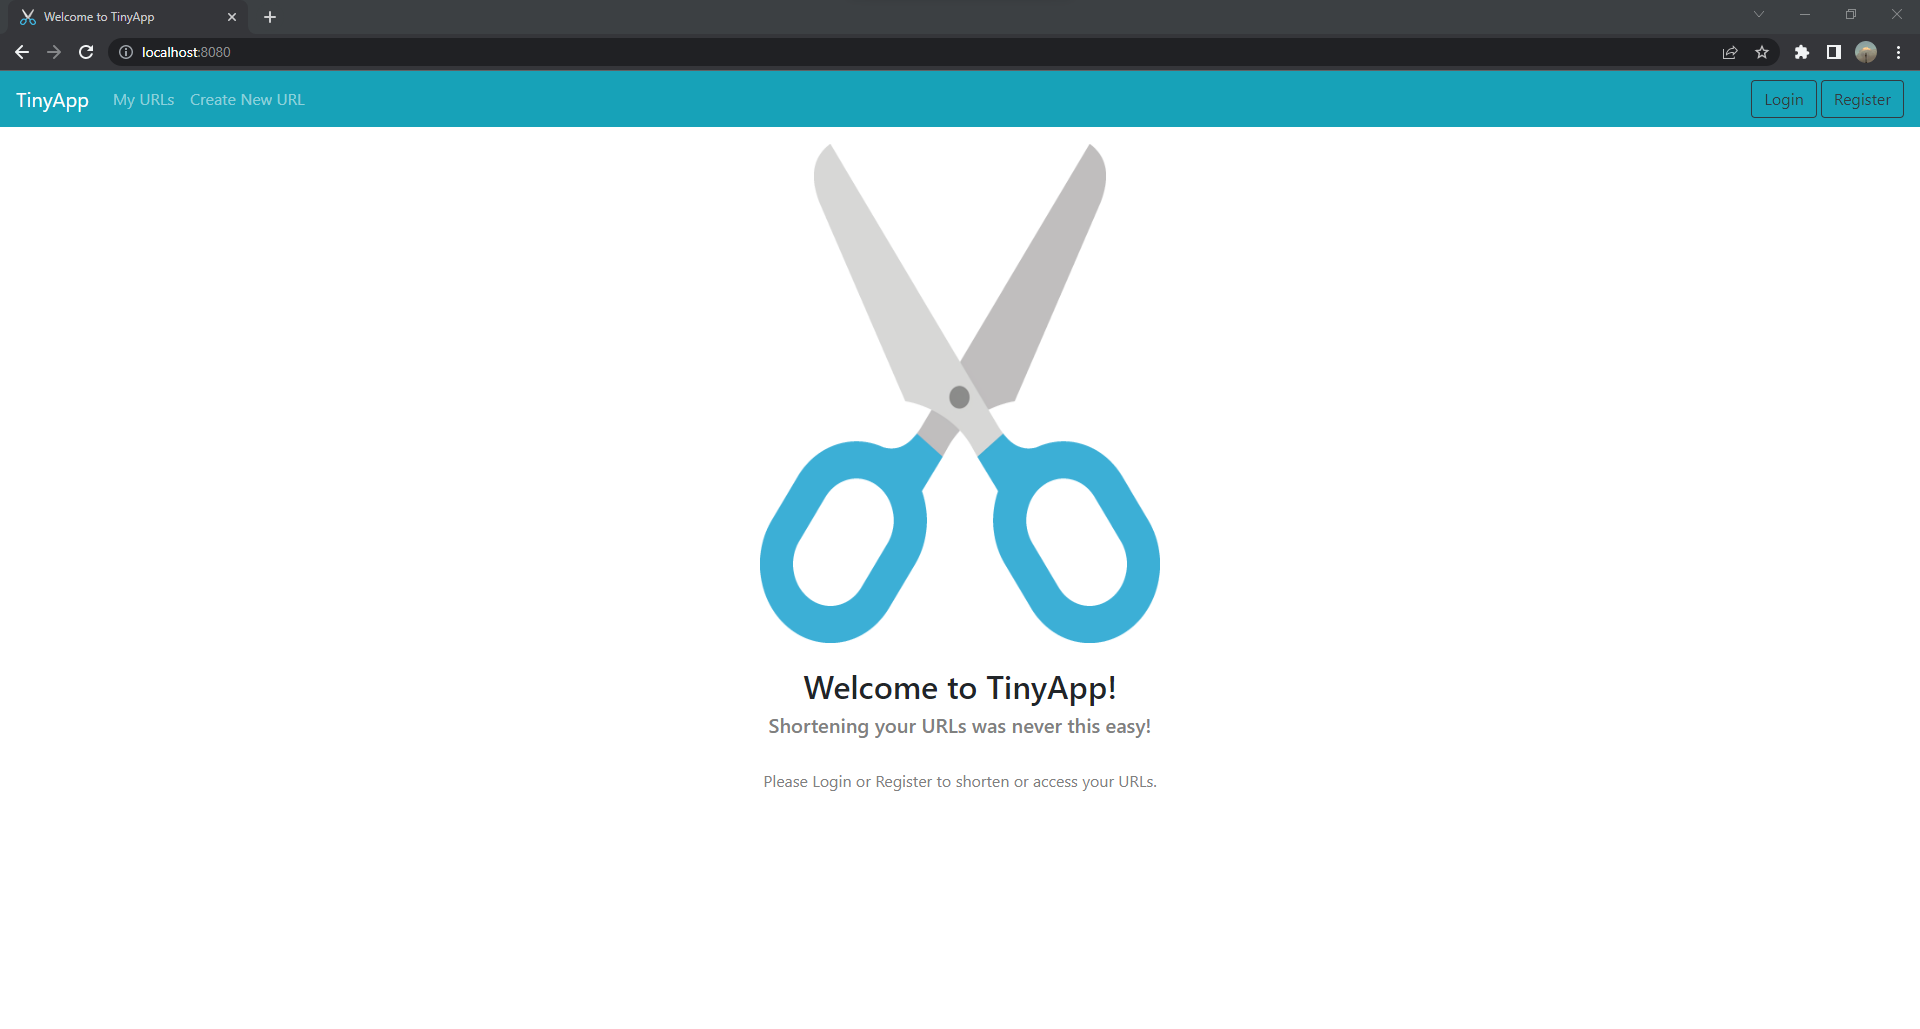 Welcome to TinyApp
localhost:8080
TinyApp My URLs Create New URL Login Register
Welcome to TinyApp!
Shortening your URLs was never this easy!
Please Login or Register to shorten or access your URLs.